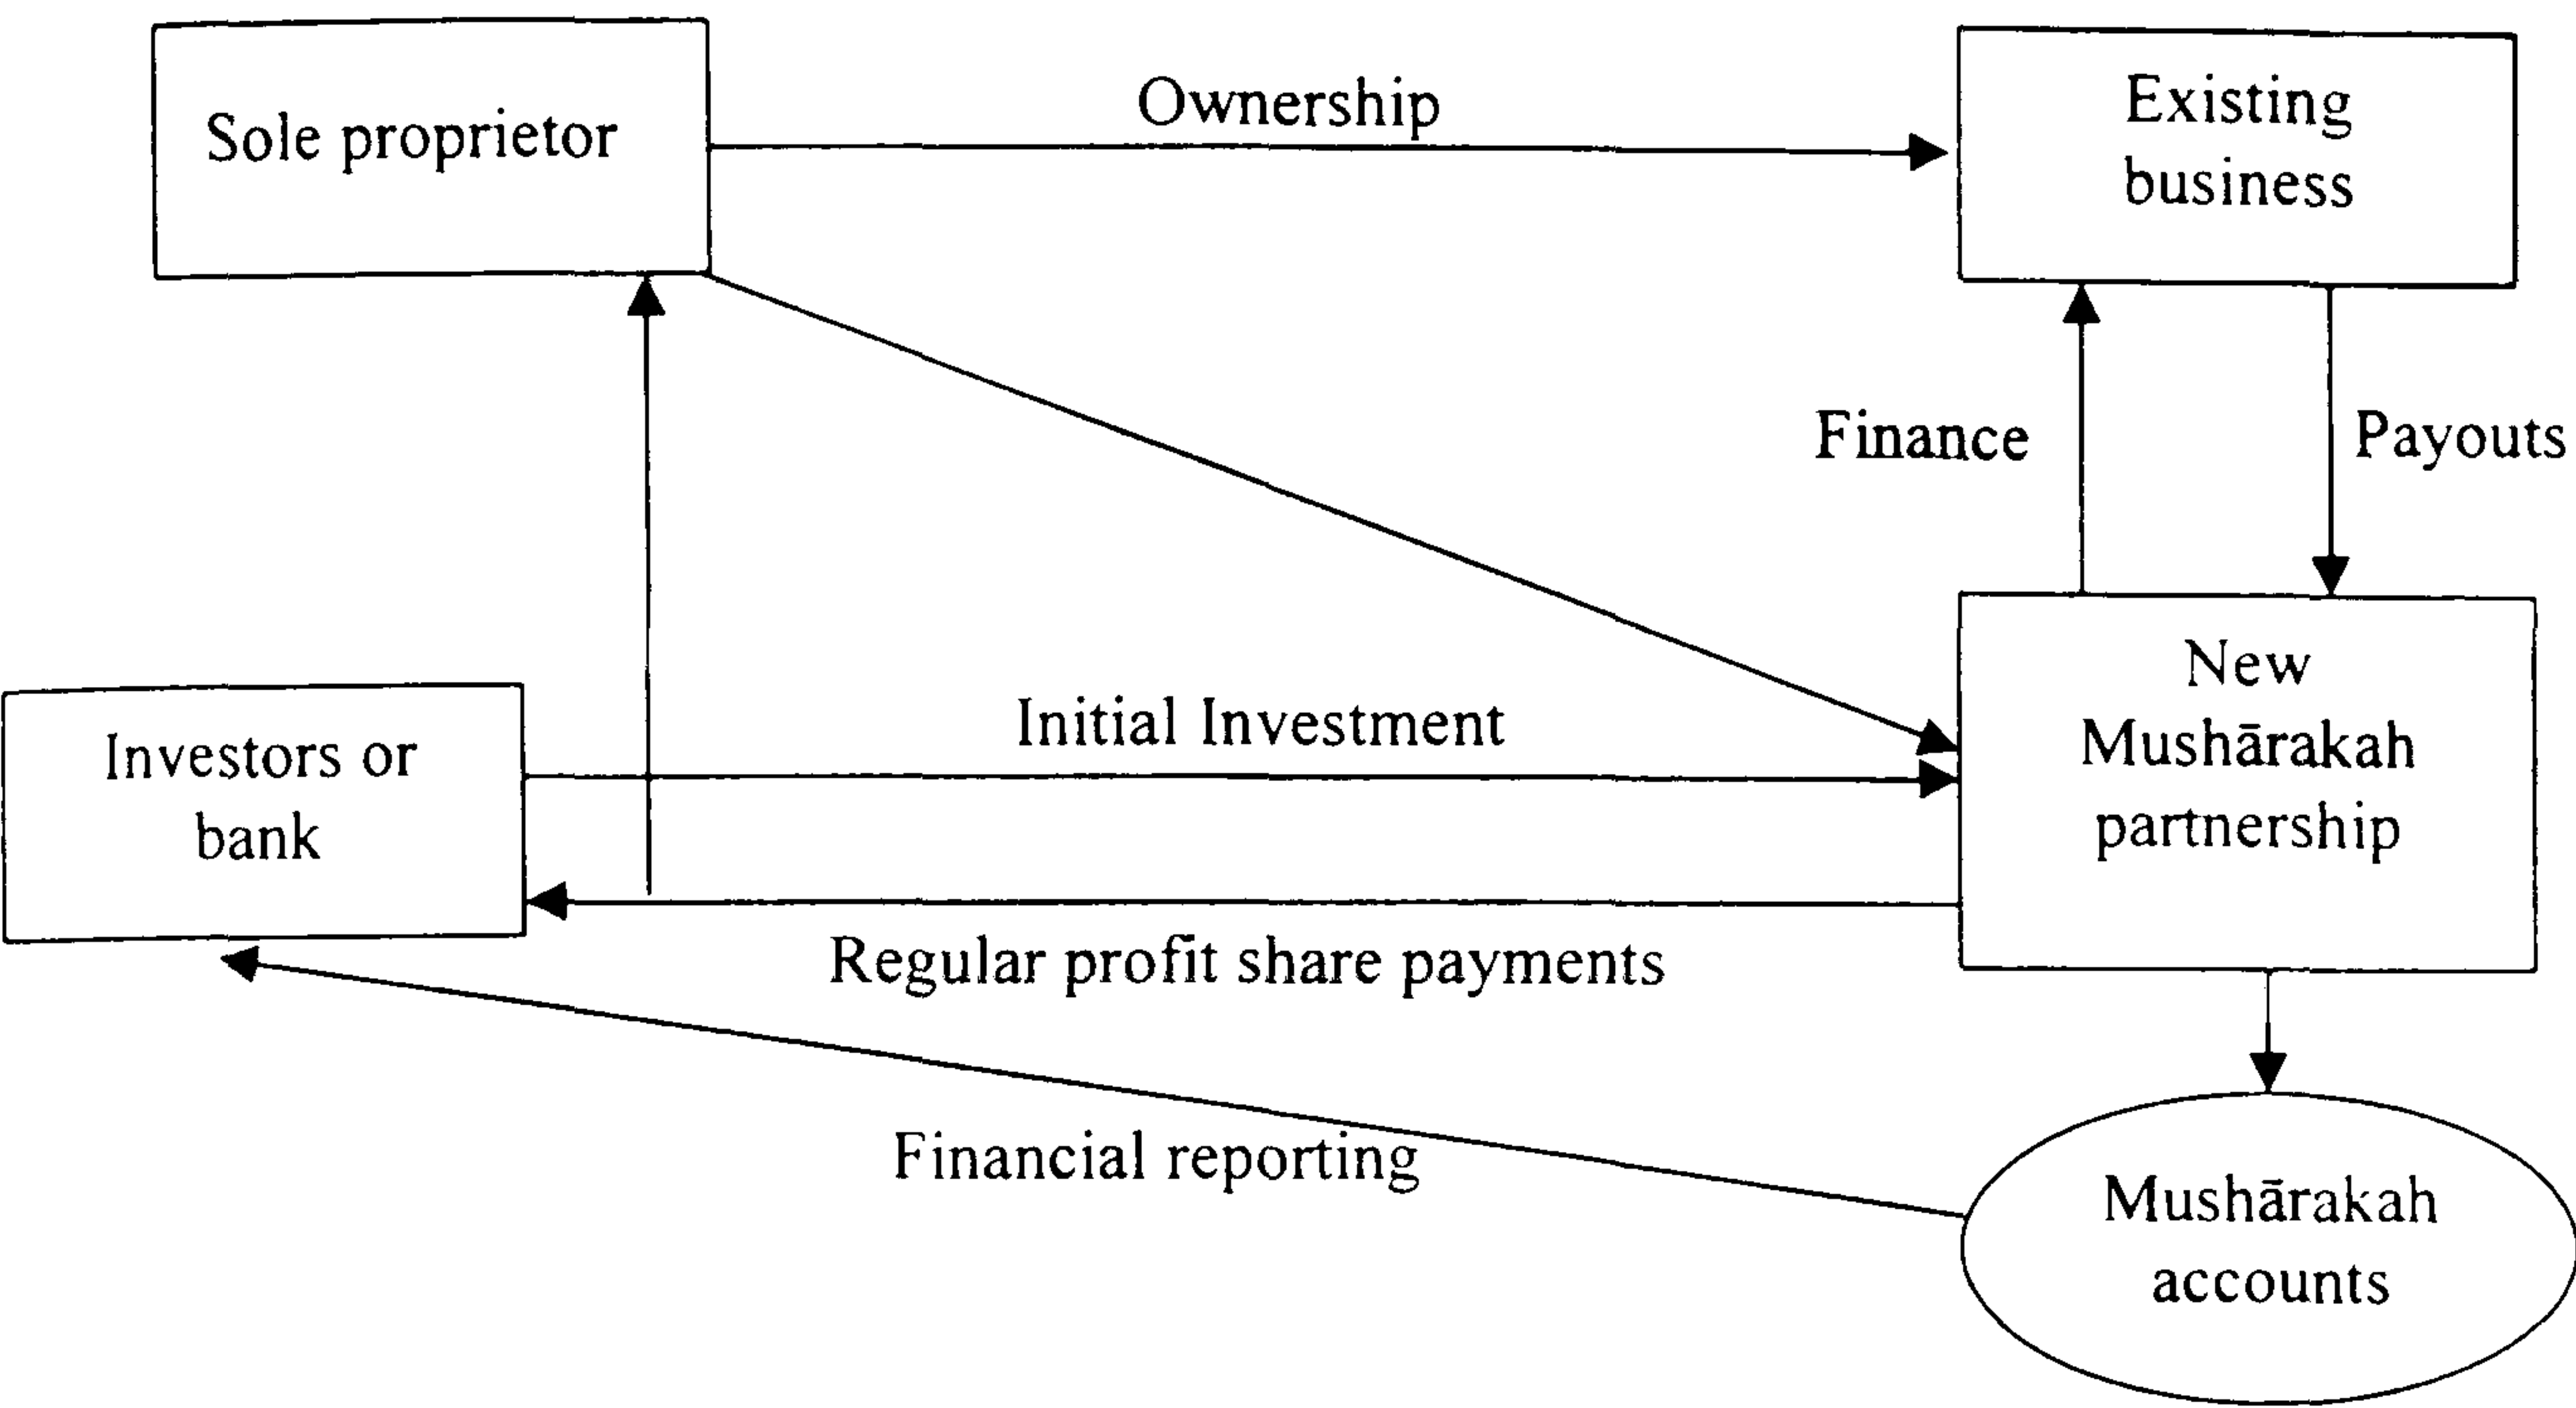 Sole proprietor
Ownership
Existing
business
Finance
Payouts
Investors or
bank
Initial Investment
New
Mushārakah
partnership
Regular profit share payments
Financial reporting
Mushārakah
accounts